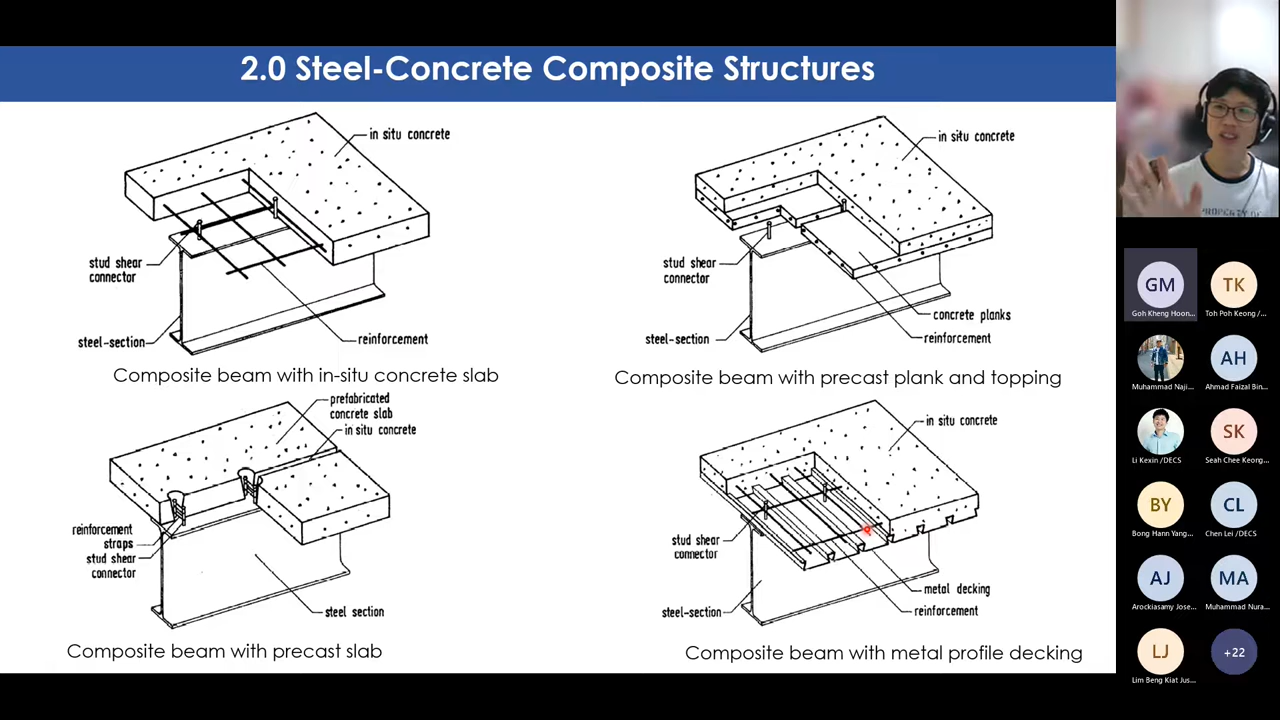 2.0 Steel-Concrete Composite Structures
in situ concrete
stud shear
connector
steel-section
reinforcement
Composite beam with in-situ concrete slab
in situ concrete
stud shear
connector
concrete planks
steel-section
reinforcement
Composite beam with precast plank and topping
prefabricated
concrete slab
in situ concrete
reinforcement
straps
stud shear
connector
steel section
Composite beam with precast slab
in situ concrete
stud shear
connector
metal decking
steel-section
reinforcement
Composite beam with metal profile decking
PROPERTY OF
GM
Goh Kheng Hoon...
TK
Toh Poh Keong /...
Muhammad Naji...
AH
Ahmad Faizal Bin...
Li Kexin /DECS
SK
Seah Chee Keong...
BY
Bong Hann Yang...
CL
Chen Lei /DECS
AJ
Arockiasamy Jose...
MA
Muhammad Nura...
LJ
Lim Beng Kiat Jus...
+22